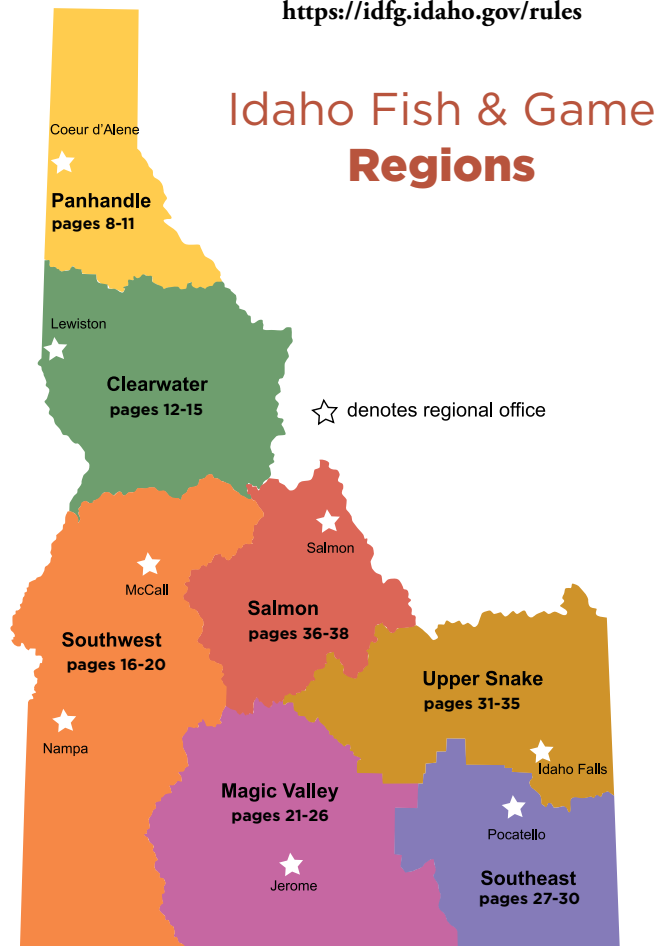 https://idfg.idaho.gov/rules
Idaho Fish & Game
Regions
Coeur d’Alene
Panhandle
pages 8-11
Lewiston
Clearwater
pages 12-15
denotes regional office
Salmon
McCall
Salmon
pages 36-38
Southwest
pages 16-20
Upper Snake
pages 31-35
Nampa
Idaho Falls
Magic Valley
pages 21-26
Pocatello
Jerome
Southeast
pages 27-30